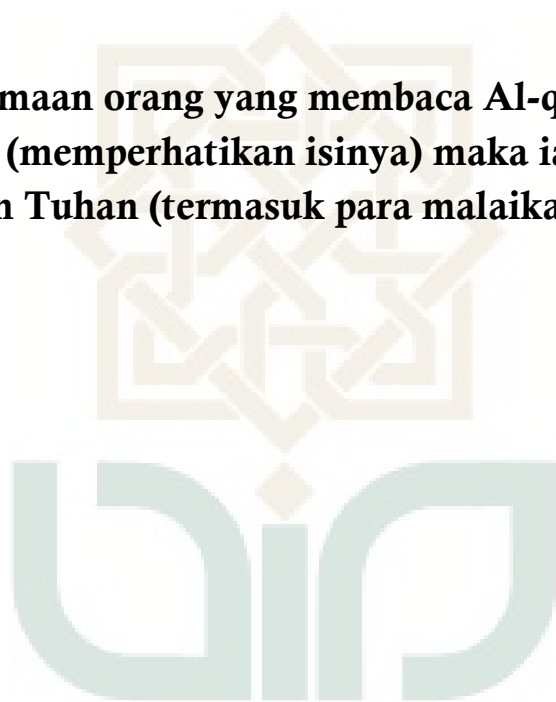 maan orang yang membaca Al-q
(memperhatikan isinya) maka ia
n Tuhan (termasuk para malaika